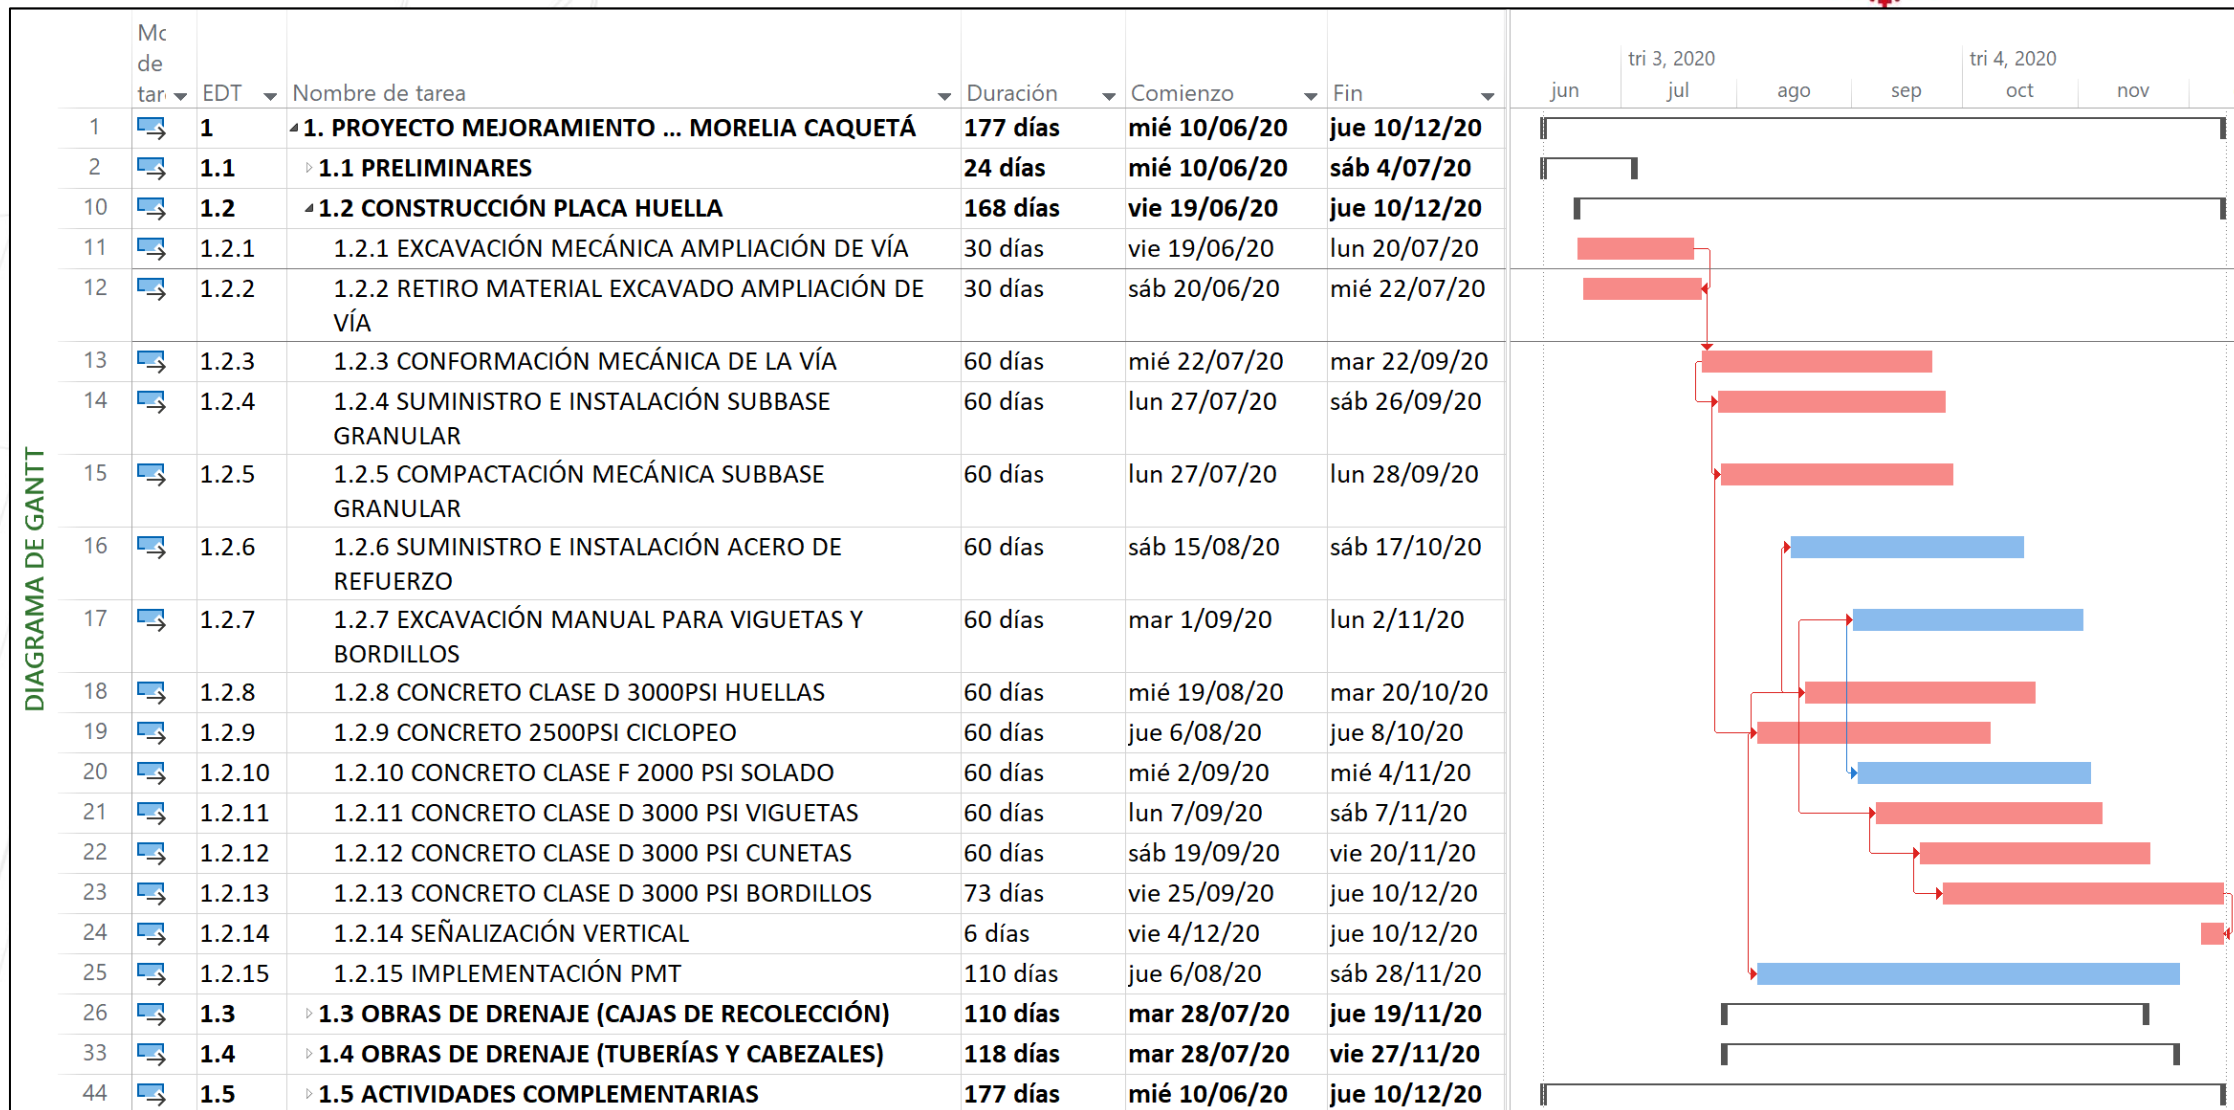 DIAGRAMA DE GANTT
Mc
de
tar EDT Nombre de tarea Duración Comienzo Fin
tri 3, 2020 tri 4, 2020
jun jul ago sep oct nov
1 1 1. PROYECTO MEJORAMIENTO ... MORELIA CAQUETÁ 177 días mié 10/06/20 jue 10/12/20
2 1.1 1.1 PRELIMINARES 24 días mié 10/06/20 sáb 4/07/20
10 1.2 1.2 CONSTRUCCIÓN PLACA HUELLA 168 días vie 19/06/20 jue 10/12/20
11 1.2.1 1.2.1 EXCAVACIÓN MECÁNICA AMPLIACIÓN DE VÍA 30 días vie 19/06/20 lun 20/07/20
12 1.2.2 1.2.2 RETIRO MATERIAL EXCAVADO AMPLIACIÓN DE 30 días sáb 20/06/20 mié 22/07/20
VÍA
13 1.2.3 1.2.3 CONFORMACIÓN MECÁNICA DE LA VÍA 60 días mié 22/07/20 mar 22/09/20
14 1.2.4 1.2.4 SUMINISTRO E INSTALACIÓN SUBBASE 60 días lun 27/07/20 sáb 26/09/20
GRANULAR
15 1.2.5 1.2.5 COMPACTACIÓN MECÁNICA SUBBASE 60 días lun 27/07/20 lun 28/09/20
GRANULAR
16 1.2.6 1.2.6 SUMINISTRO E INSTALACIÓN ACERO DE 60 días sáb 15/08/20 sáb 17/10/20
REFUERZO
17 1.2.7 1.2.7 EXCAVACIÓN MANUAL PARA VIGUETAS Y 60 días mar 1/09/20 lun 2/11/20
BORDILLOS
18 1.2.8 1.2.8 CONCRETO CLASE D 3000PSI HUELLAS 60 días mié 19/08/20 mar 20/10/20
19 1.2.9 1.2.9 CONCRETO 2500PSI CICLOPEO 60 días jue 6/08/20 jue 8/10/20
20 1.2.10 1.2.10 CONCRETO CLASE F 2000 PSI SOLADO 60 días mié 2/09/20 mié 4/11/20
21 1.2.11 1.2.11 CONCRETO CLASE D 3000 PSI VIGUETAS 60 días lun 7/09/20 sáb 7/11/20
22 1.2.12 1.2.12 CONCRETO CLASE D 3000 PSI CUNETAS 60 días sáb 19/09/20 vie 20/11/20
23 1.2.13 1.2.13 CONCRETO CLASE D 3000 PSI BORDILLOS 73 días vie 25/09/20 jue 10/12/20
24 1.2.14 1.2.14 SEÑALIZACIÓN VERTICAL 6 días vie 4/12/20 jue 10/12/20
25 1.2.15 1.2.15 IMPLEMENTACIÓN PMT 110 días jue 6/08/20 sáb 28/11/20
26 1.3 1.3 OBRAS DE DRENAJE (CAJAS DE RECOLECCIÓN) 110 días mar 28/07/20 jue 19/11/20
33 1.4 1.4 OBRAS DE DRENAJE (TUBERÍAS Y CABEZALES) 118 días mar 28/07/20 vie 27/11/20
44 1.5 1.5 ACTIVIDADES COMPLEMENTARIAS 177 días mié 10/06/20 jue 10/12/20